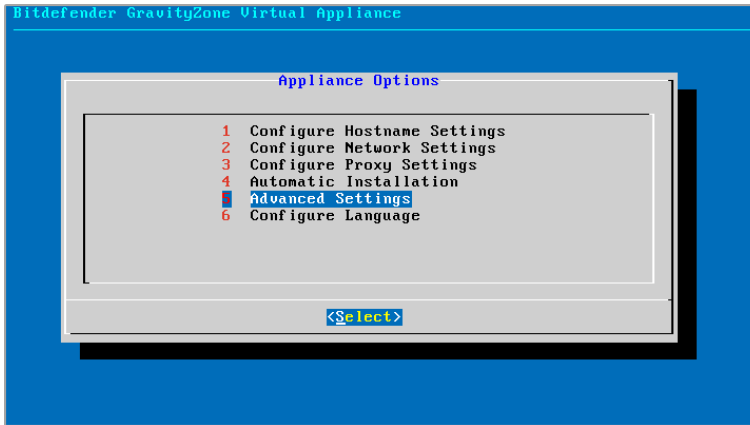 Bitdefender GravityZone Virtual Appliance
Appliance Options
1 Configure Hostname Settings
2 Configure Network Settings
3 Configure Proxy Settings
4 Automatic Installation
5 Advanced Settings
6 Configure Language
<Select>